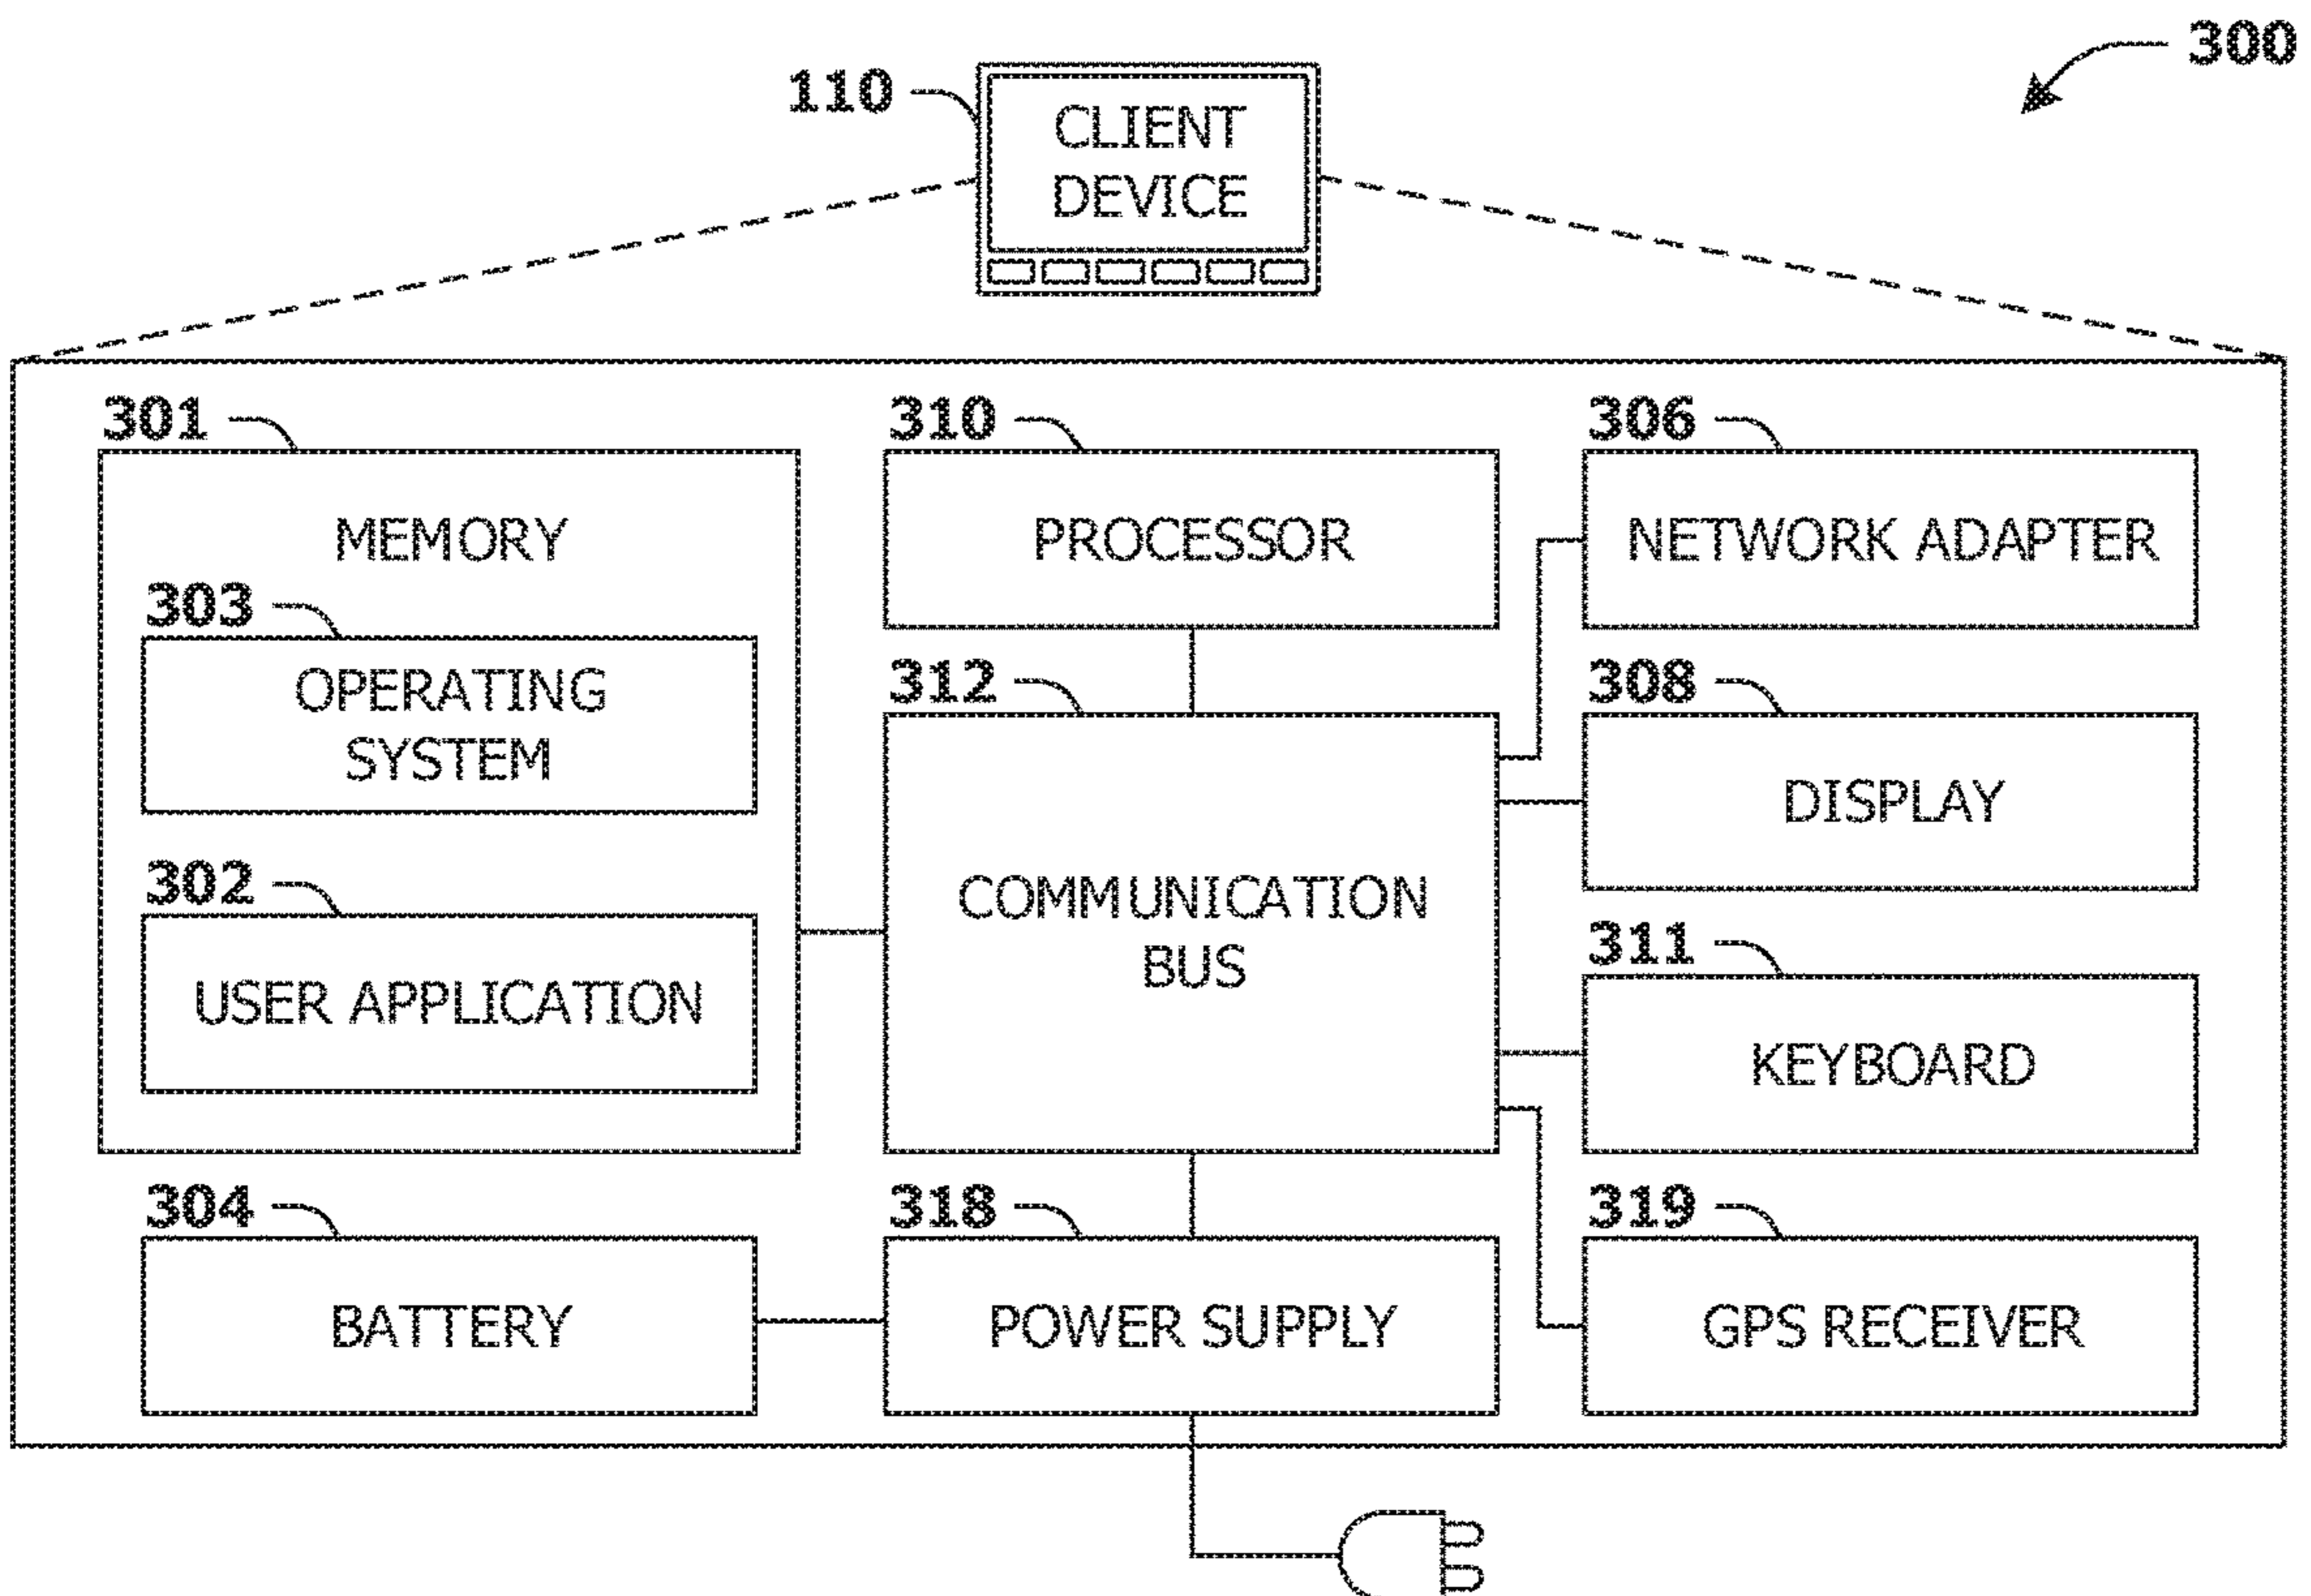 300
110
CLIENT
DEVICE
301
310
306
MEMORY
PROCESSOR
NETWORK ADAPTER
303
OPERATING
SYSTEM
312
308
COMMUNICATION
BUS
DISPLAY
302
USER APPLICATION
311
KEYBOARD
304
318
319
BATTERY
POWER SUPPLY
GPS RECEIVER